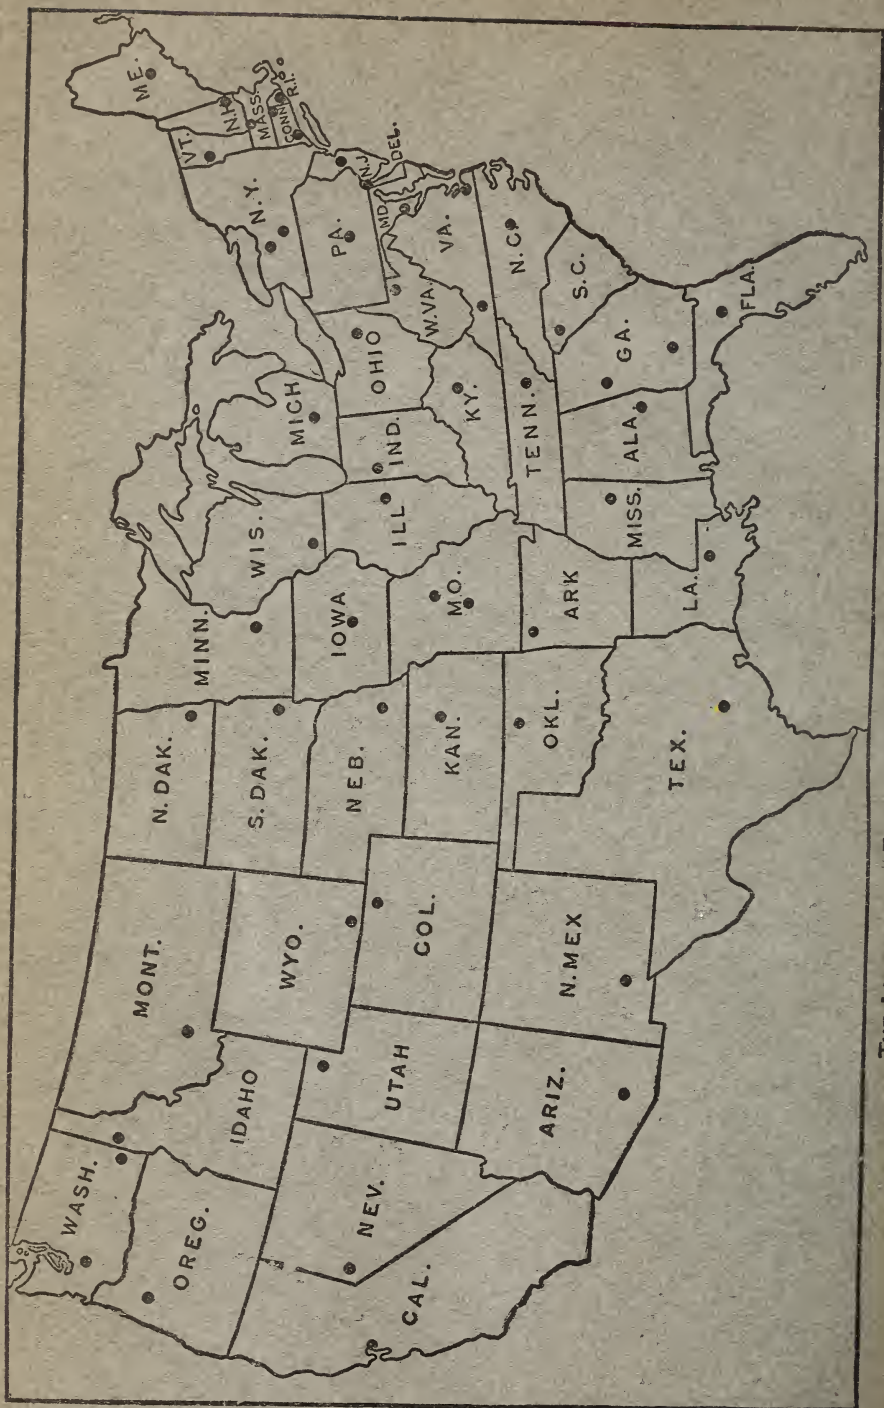 WASH.
OREG.
CAL.
NEV.
IDAHO
MONT.
WYO.
UTAH
ARIZ.
COL.
N.MEX
N. DAK.
S. DAK.
NEB.
KAN.
OKL.
TEX.
MINN.
IOWA
MO.
ARK
LA.
WIS.
ILL
MICH
IND.
OHIO
KY.
TENN.
MISS.
ALA.
GA.
FLA.
S.C.
N.C.
VA.
W.VA.
MD.
DEL.
PA.
N.J.
N.Y.
VT.
N.H.
MASS.
CONN.
R.I.
ME.